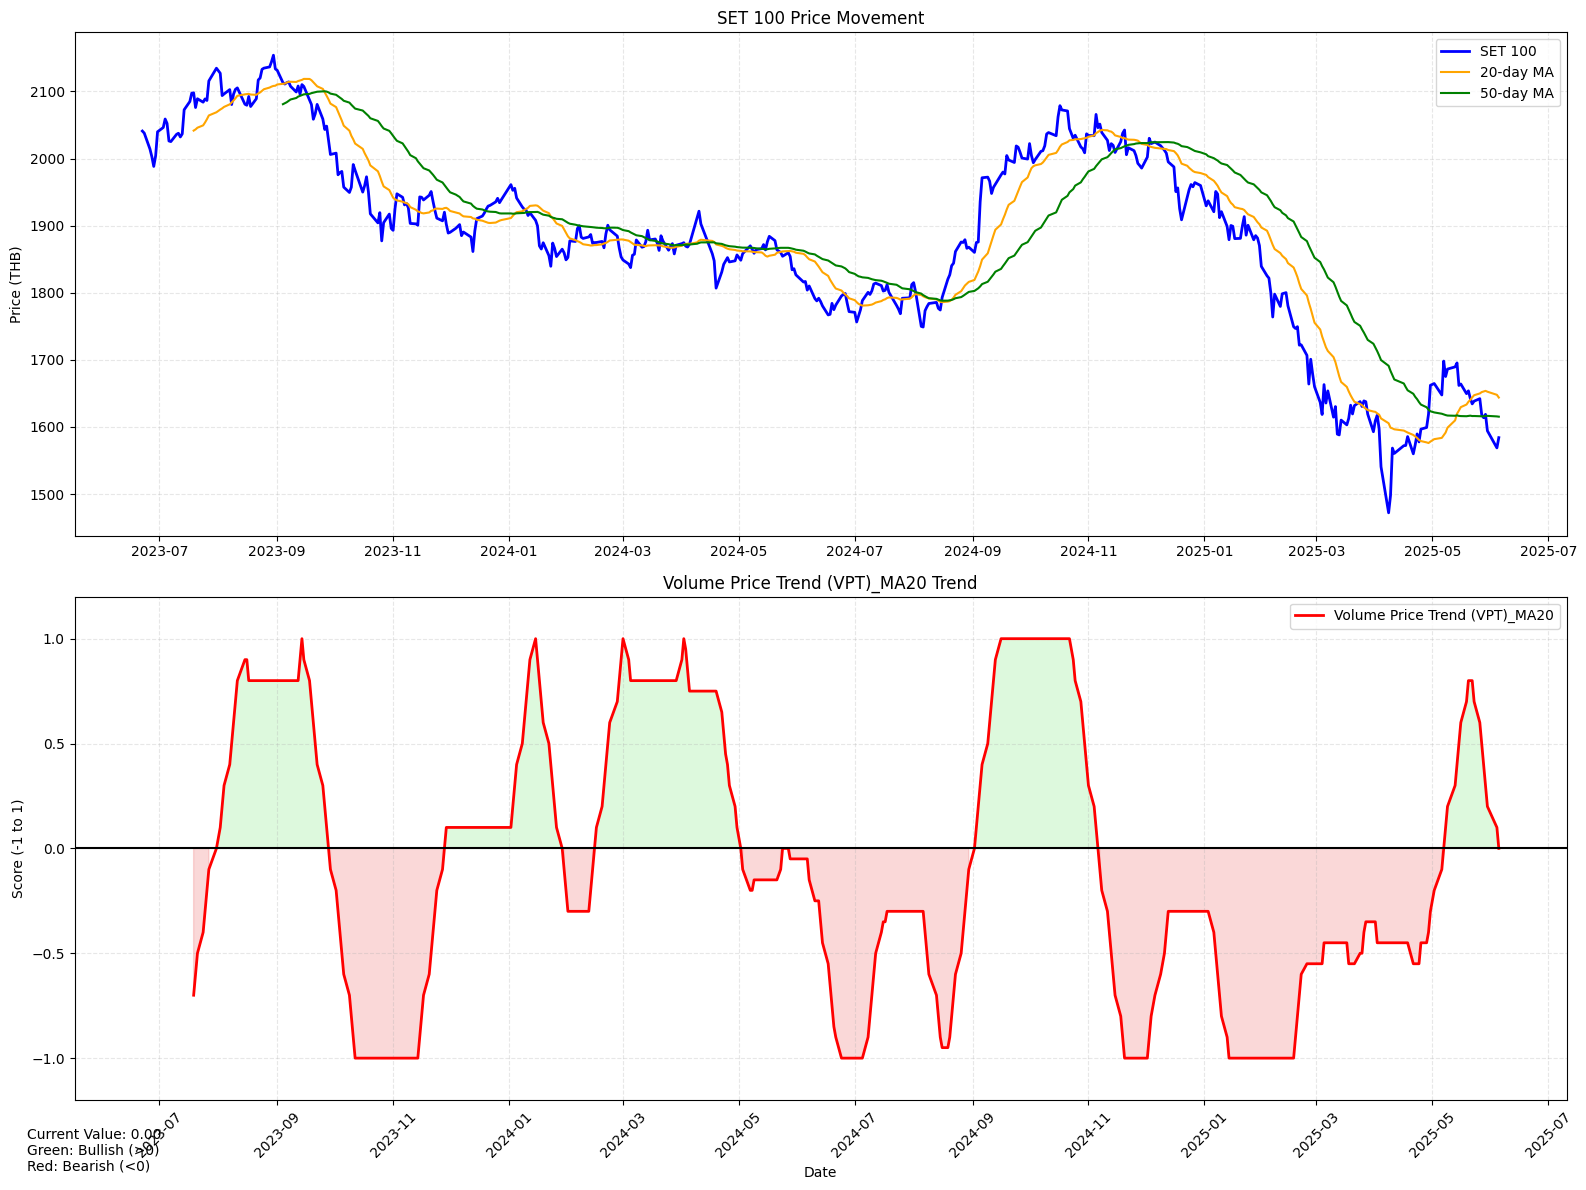 SET 100 Price Movement
SET 100
20-day MA
50-day MA
Price (THB)
2100
2000
1900
1800
1700
1600
1500
2023-07 2023-09 2023-11 2024-01 2024-03 2024-05 2024-07 2024-09 2024-11 2025-01 2025-03 2025-05 2025-07
Volume Price Trend (VPT)_MA20 Trend
Volume Price Trend (VPT)_MA20
Score (-1 to 1)
1.0
0.5
0.0
−0.5
−1.0
2023-07 2023-09 2023-11 2024-01 2024-03 2024-05 2024-07 2024-09 2024-11 2025-01 2025-03 2025-05 2025-07
Date
Current Value: 0.00
Green: Bullish (>0)
Red: Bearish (<0)